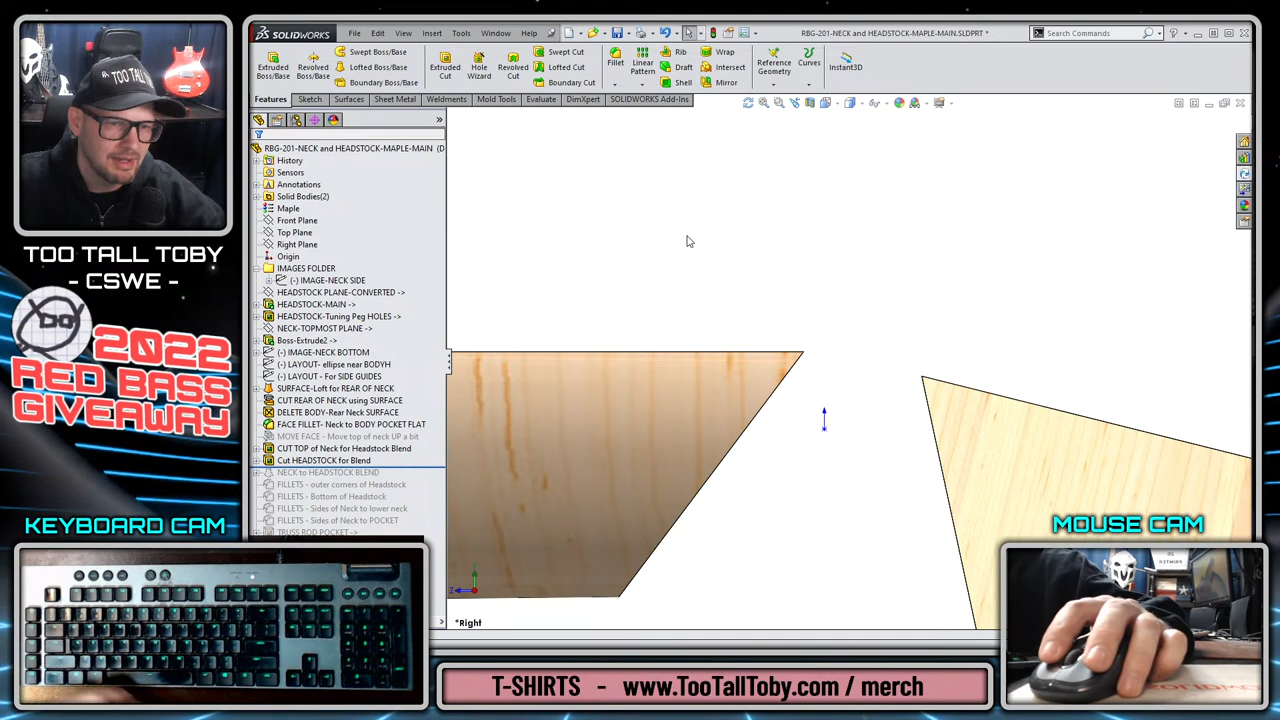 TOO TALL TOBY
- CSWE -
2022
RED BASS
GIVEAWAY
KEYBOARD CAM
MOUSE CAM
T-SHIRTS - www.TooTallToby.com / merch
SOLIDWORKS
File Edit View Insert Tools Window Help
RBG-201-NECK and HEADSTOCK-MAPLE-MAIN.SLDPRT *
Search Commands
Extruded Boss/Base
Revolved Boss/Base
Swept Boss/Base
Lofted Boss/Base
Boundary Boss/Base
Extruded Cut
Hole Wizard
Revolved Cut
Swept Cut
Lofted Cut
Boundary Cut
Fillet
Linear Pattern
Rib
Draft
Shell
Wrap
Intersect
Mirror
Reference Geometry
Curves
Instant3D
Features Sketch Surfaces Sheet Metal Weldments Mold Tools Evaluate DimXpert SOLIDWORKS Add-Ins
RBG-201-NECK and HEADSTOCK-MAPLE-MAIN (D
History
Sensors
Annotations
Solid Bodies(2)
Maple
Front Plane
Top Plane
Right Plane
Origin
IMAGES FOLDER
(-) IMAGE-NECK SIDE
HEADSTOCK PLANE-CONVERTED ->
HEADSTOCK-MAIN ->
HEADSTOCK-Tuning Peg HOLES ->
NECK-TOPMOST PLANE ->
Boss-Extrude2 ->
(-) IMAGE-NECK BOTTOM
(-) LAYOUT- ellipse near BODYH
(-) LAYOUT - For SIDE GUIDES
SURFACE-Loft for REAR OF NECK
CUT REAR OF NECK using SURFACE
DELETE BODY-Rear Neck SURFACE
FACE FILLET- Neck to BODY POCKET FLAT
MOVE FACE - Move top of neck UP a bit
CUT TOP of Neck for Headstock Blend
Cut HEADSTOCK for Blend
NECK to HEADSTOCK BLEND
FILLETS - outer corners of Headstock
FILLETS - Bottom of Headstock
FILLETS - Sides of Neck to lower neck
FILLETS - Sides of Neck to POCKET
TRUSS ROD POCKET ->
Z
*Right